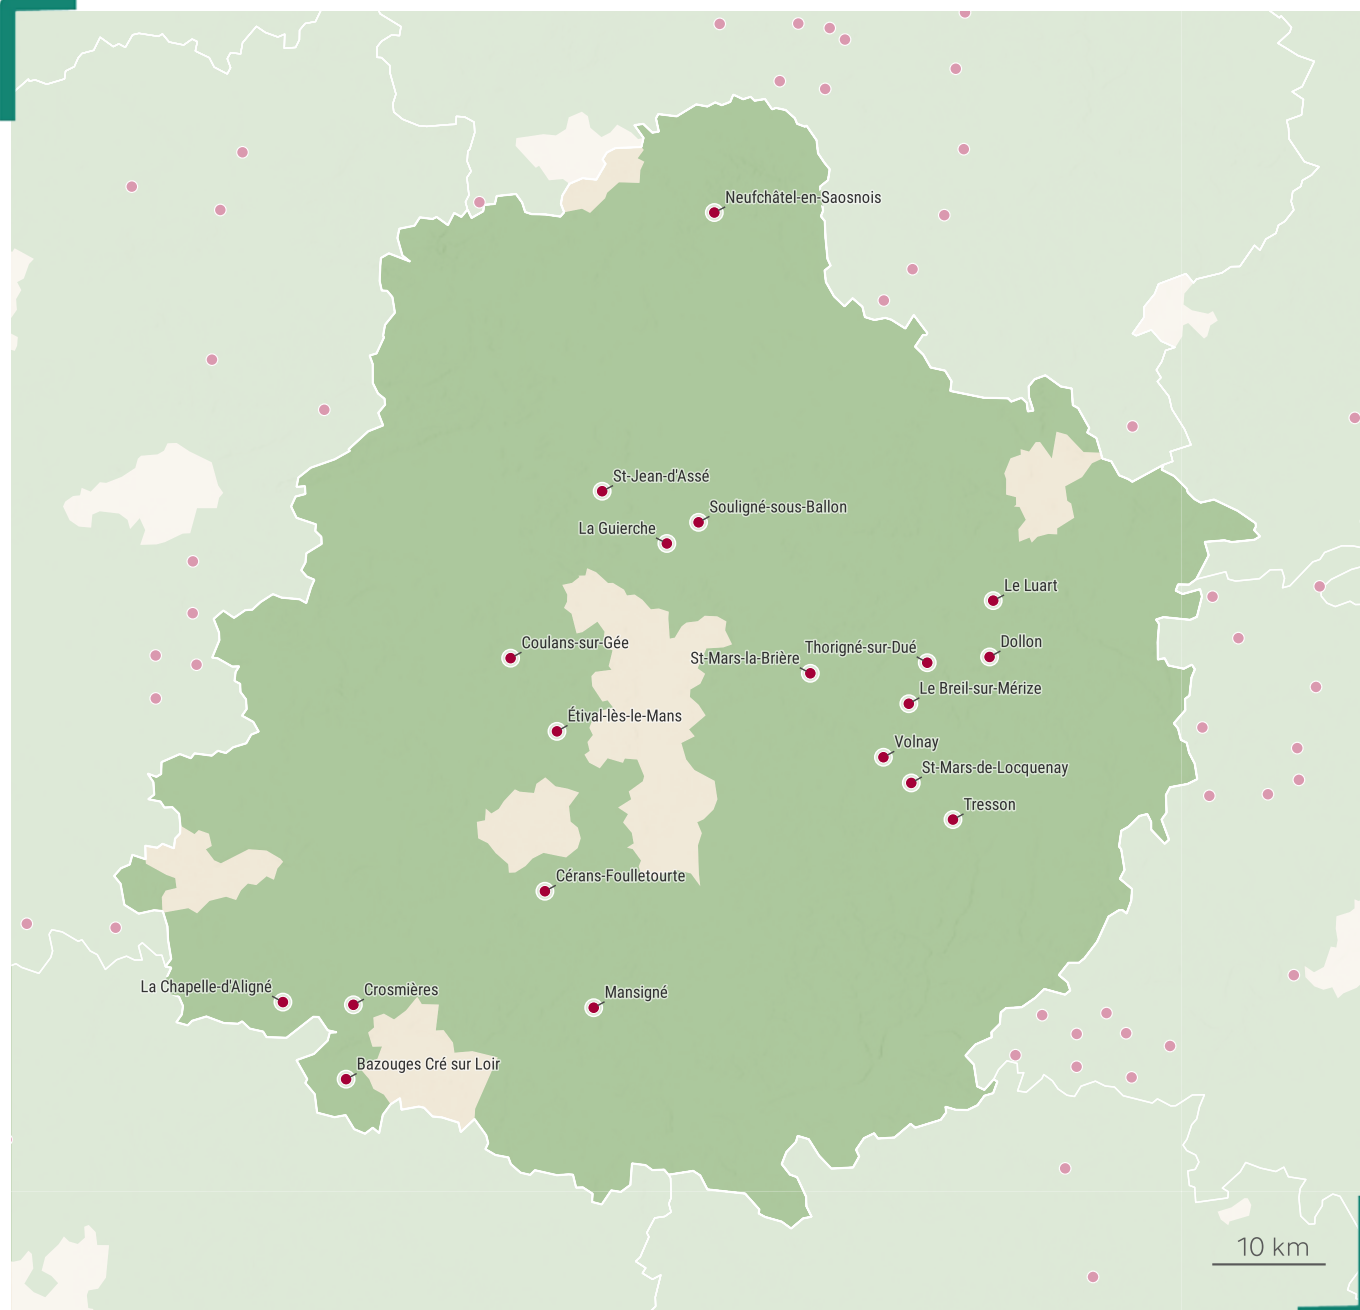 Neufchâtel-en-Saosnois
St-Jean-d'Assé
Souligné-sous-Ballon
La Guierche
Le Luart
Coulans-sur-Gée
Dollon
Thorigné-sur-Dué
St-Mars-la-Brière
Le Breil-sur-Mérize
Étival-lès-le-Mans
Volnay
St-Mars-de-Locquenay
Tresson
Cérans-Foulletourte
La Chapelle-d'Aligné
Crosmières
Mansigné
Bazouges Cré sur Loir
10 km